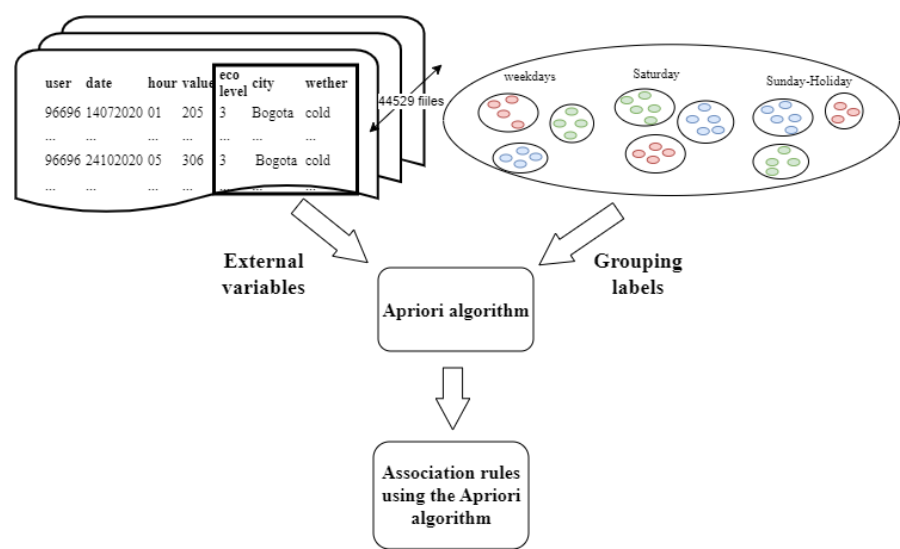 eco
user date hour value level city wether
96696 14072020 01 205 3 Bogota cold
... ... ... ... ...
96696 24102020 05 306 3 Bogota cold
... ... ... ... ...
44529 fiiles
weekdays
Saturday
Sunday-Holiday
External
variables
Grouping
labels
Apriori algorithm
Association rules
using the Apriori
algorithm